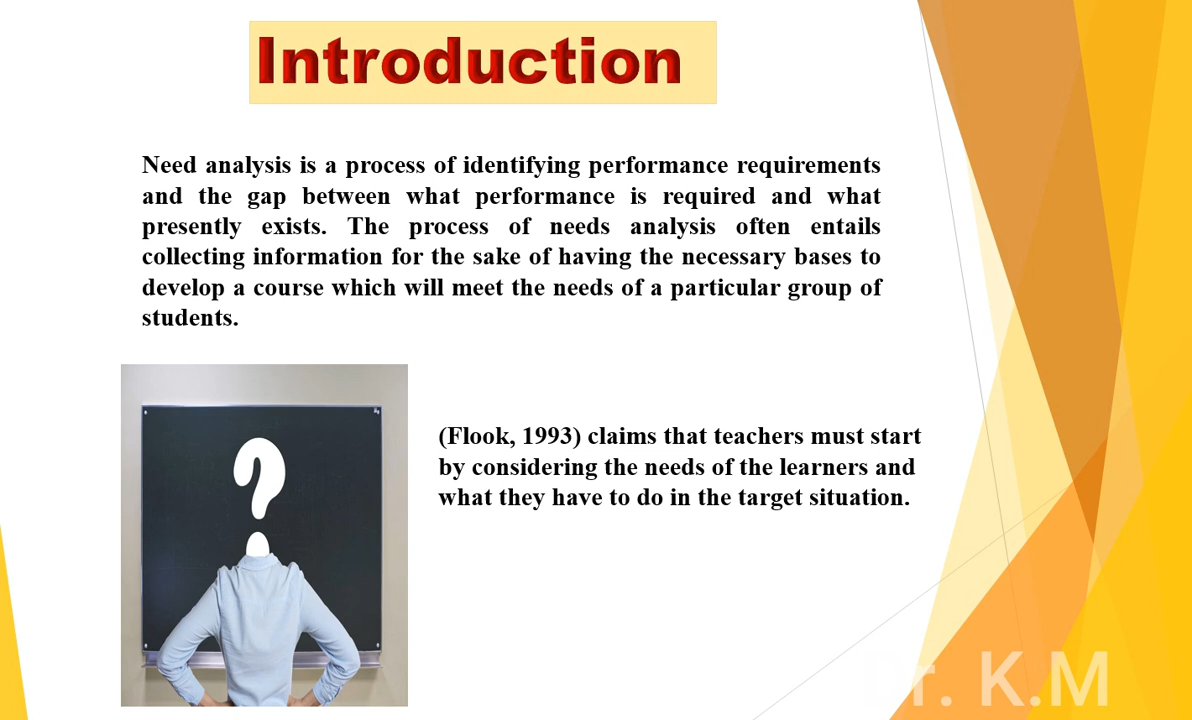 Introduction
Need analysis is a process of identifying performance requirements
and the gap between what performance is required and what
presently exists. The process of needs analysis often entails
collecting information for the sake of having the necessary bases to
develop a course which will meet the needs of a particular group of
students.
?
(Flook, 1993) claims that teachers must start
by considering the needs of the learners and
what they have to do in the target situation.
Dr. K.M